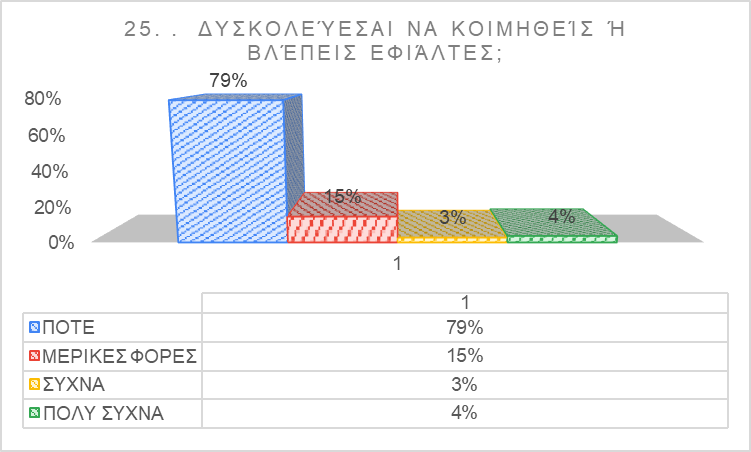 25. . ΔΥΣΚΟΛΕΎΕΣΑΙ ΝΑ ΚΟΙΜΗΘΕΊΣ Ή
ΒΛΈΠΕΙΣ ΕΦΙΆΛΤΕΣ;
79%
80%
60%
40%
15%
20%
3%
4%
0%
1
1
ΠΟΤΕ 79%
ΜΕΡΙΚΕΣ ΦΟΡΕΣ 15%
ΣΥΧΝΑ 3%
ΠΟΛΥ ΣΥΧΝΑ 4%